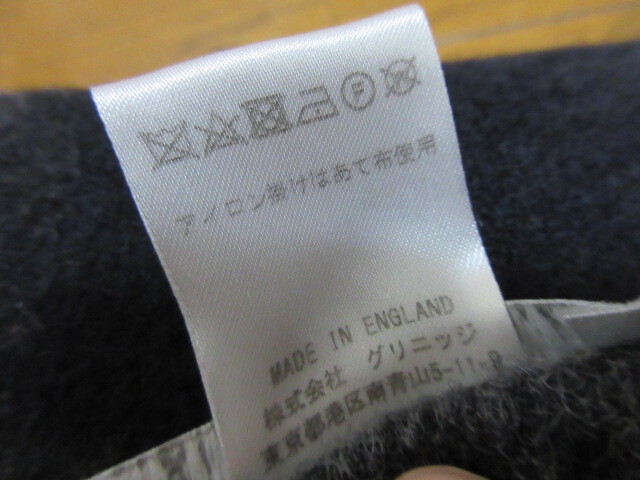 F W
アイロン掛けはあて布使用
MADE IN ENGLAND
株式会社 グリニッジ
東京都港区南青山5-11-9